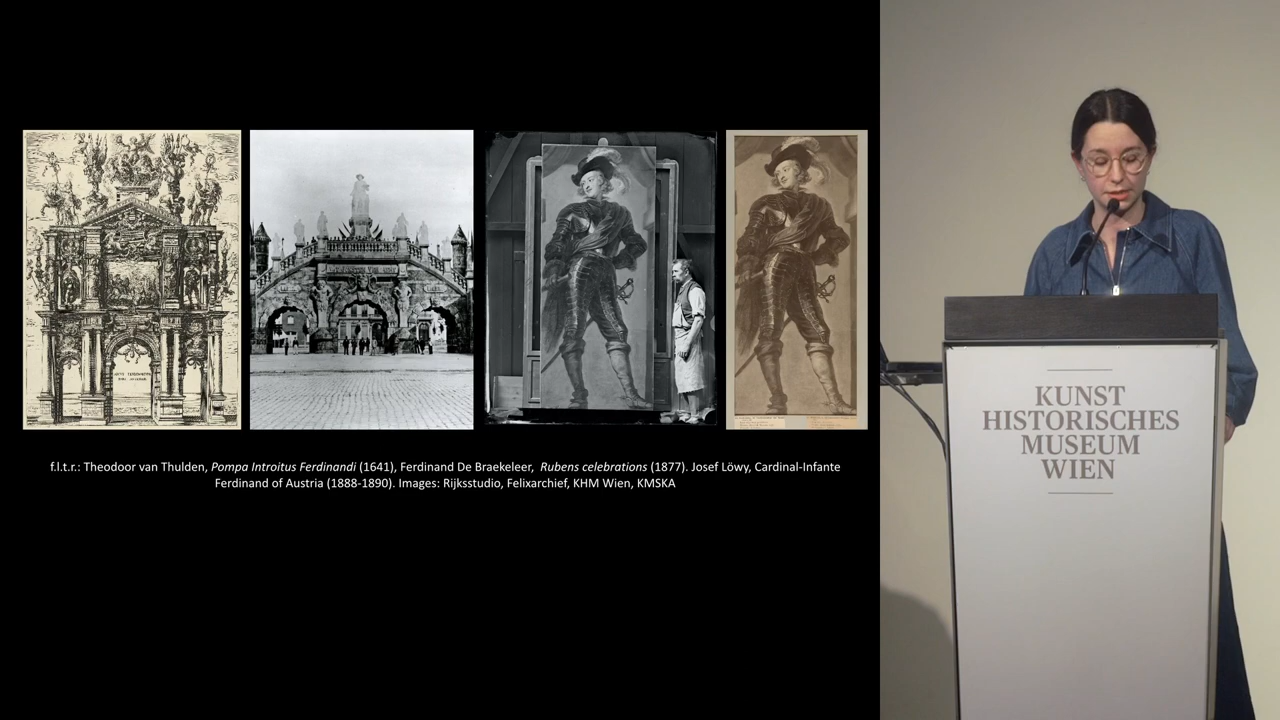 f.l.t.r.: Theodoor van Thulden, Pompa Introitus Ferdinandi (1641), Ferdinand De Braekeleer,  Rubens celebrations (1877). Josef Löwy, Cardinal-Infante
Ferdinand of Austria (1888-1890). Images: Rijksstudio, Felixarchief, KHM Wien, KMSKA
KUNST
HISTORISCHES
MUSEUM
WIEN